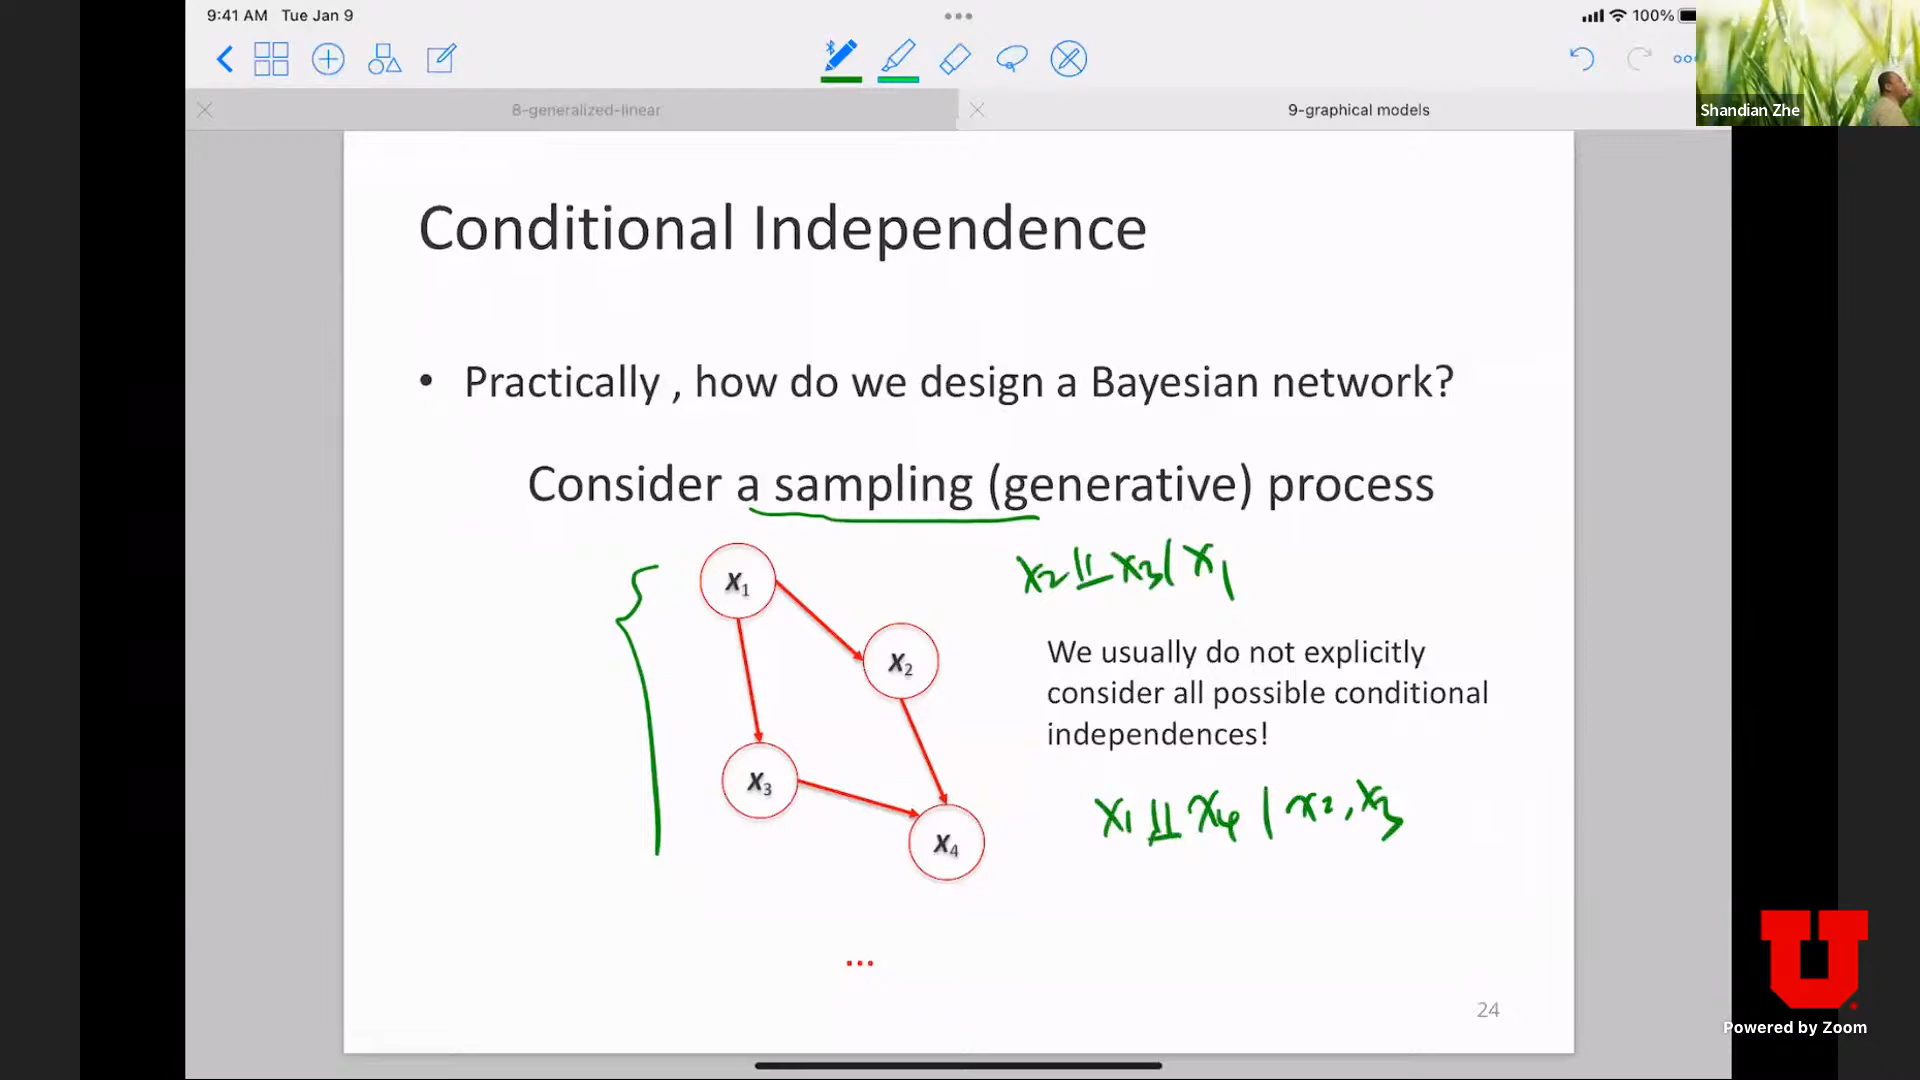 9:41 AM Tue Jan 9
100%
8-generalized-linear
9-graphical models
Shandian Zhe
Conditional Independence
• Practically , how do we design a Bayesian network?
Consider a sampling (generative) process
x2 ⫫ x3 | x1
X1
X2
We usually do not explicitly
consider all possible conditional
independences!
X3
x1 ⫫ x4 | x2, x3
X4
...
24
U
Powered by Zoom